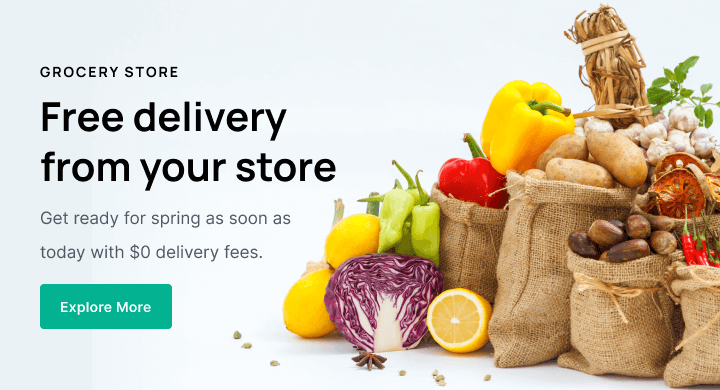 GROCERY STORE
Free delivery
from your store
Get ready for spring as soon as
today with $0 delivery fees.
Explore More